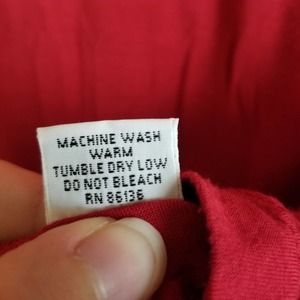 MACHINE WASH
WARM
TUMBLE DRY LOW
DO NOT BLEACH
RN 86136